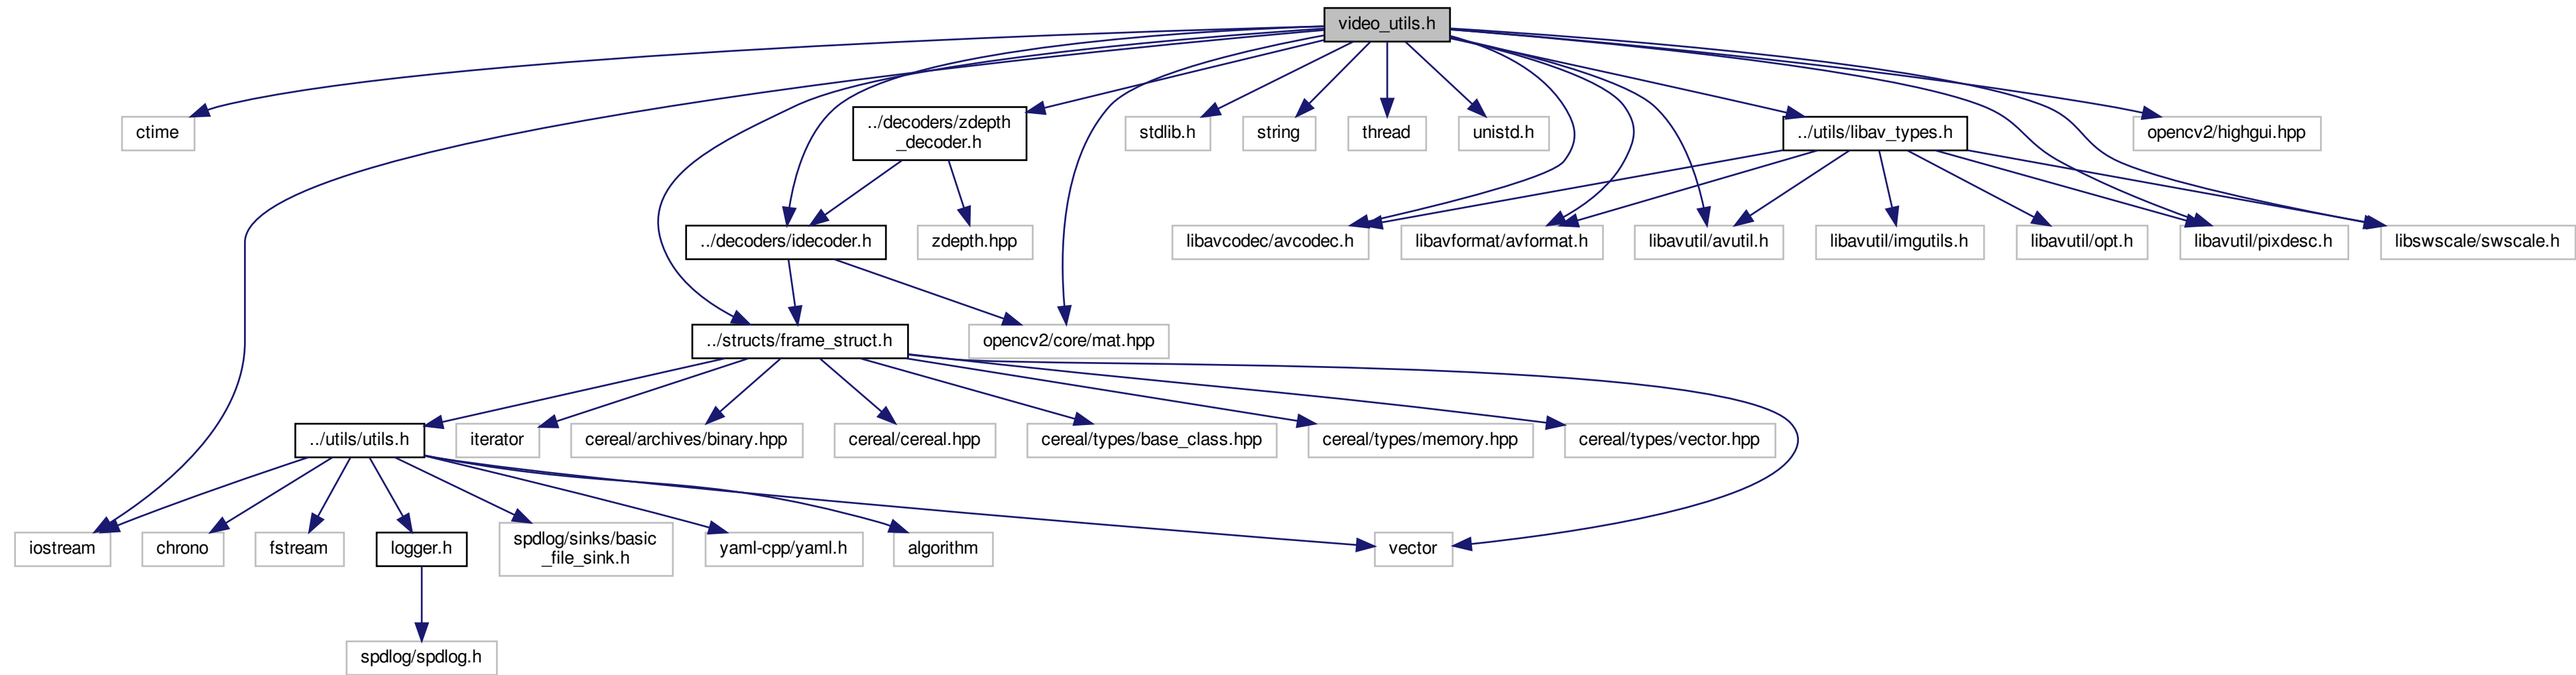 video_utils.h
ctime
../decoders/zdepth
_decoder.h
stdlib.h
string
thread
unistd.h
../utils/libav_types.h
opencv2/highgui.hpp
../decoders/idecoder.h
zdepth.hpp
libavcodec/avcodec.h
libavformat/avformat.h
libavutil/avutil.h
libavutil/imgutils.h
libavutil/opt.h
libavutil/pixdesc.h
libswscale/swscale.h
../structs/frame_struct.h
opencv2/core/mat.hpp
../utils/utils.h
iterator
cereal/archives/binary.hpp
cereal/cereal.hpp
cereal/types/base_class.hpp
cereal/types/memory.hpp
cereal/types/vector.hpp
iostream
chrono
fstream
logger.h
spdlog/sinks/basic
_file_sink.h
yaml-cpp/yaml.h
algorithm
vector
spdlog/spdlog.h